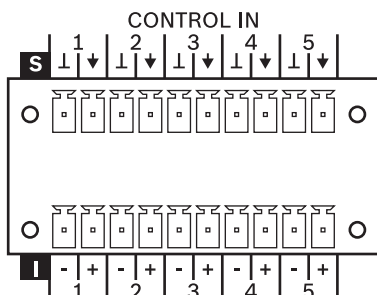 CONTROL IN
1 2 3 4 5
S ⊥ ↓ ⊥ ↓ ⊥ ↓ ⊥ ↓ ⊥ ↓
I - + - + - + - + - +
1 2 3 4 5